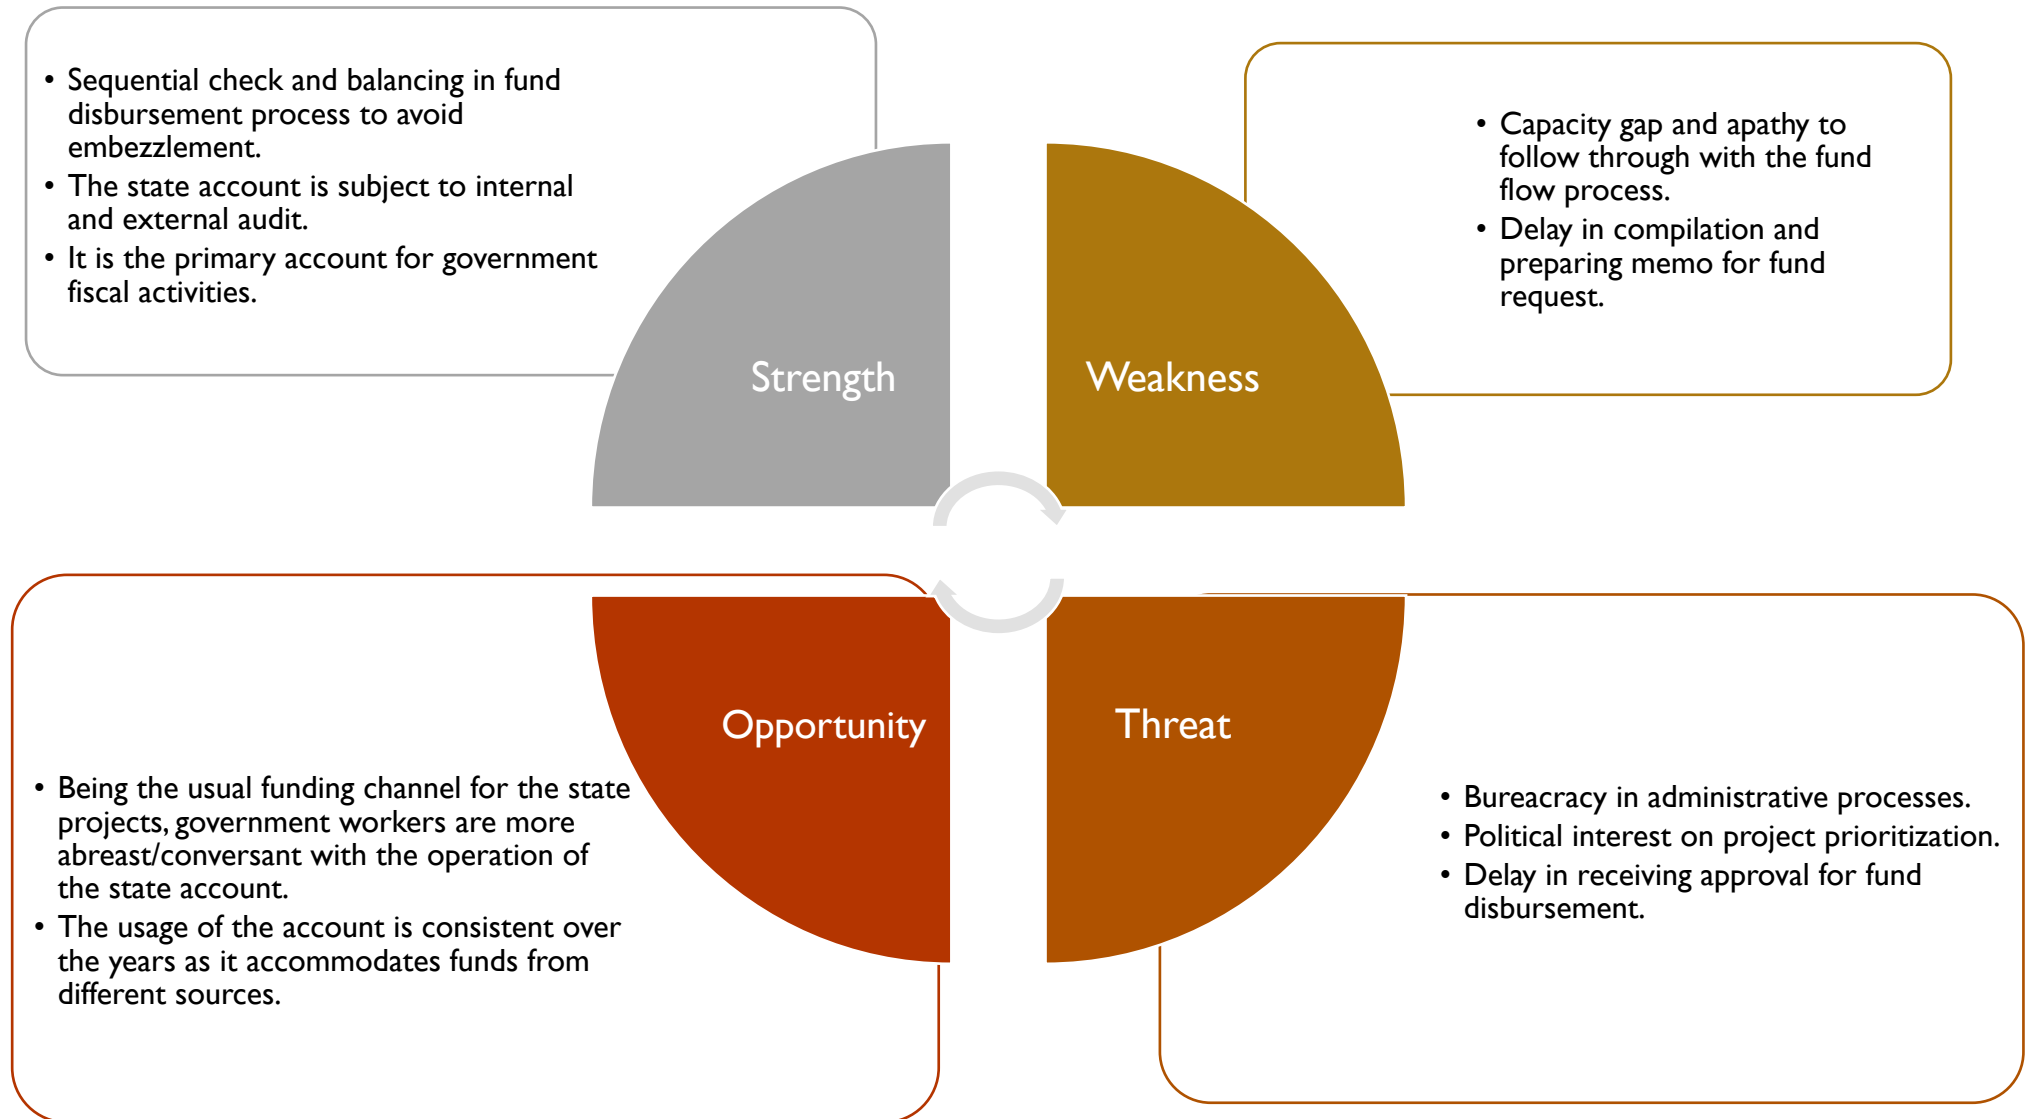 • Sequential check and balancing in fund
disbursement process to avoid
embezzlement.
• The state account is subject to internal
and external audit.
• It is the primary account for government
fiscal activities.
Strength
• Capacity gap and apathy to
follow through with the fund
flow process.
• Delay in compilation and
preparing memo for fund
request.
Weakness
Opportunity
• Being the usual funding channel for the state
projects, government workers are more
abreast/conversant with the operation of
the state account.
• The usage of the account is consistent over
the years as it accommodates funds from
different sources.
Threat
• Bureacracy in administrative processes.
• Political interest on project prioritization.
• Delay in receiving approval for fund
disbursement.